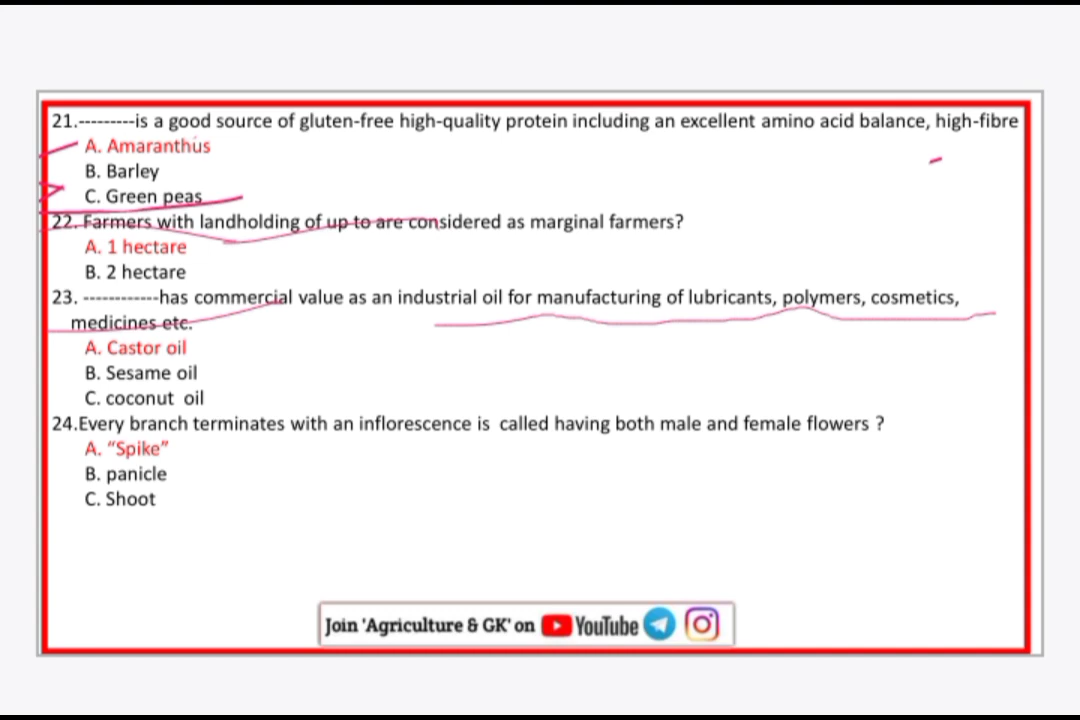 21.---------is a good source of gluten-free high-quality protein including an excellent amino acid balance, high-fibre
A. Amaranthus
B. Barley
C. Green peas
22. Farmers with landholding of up to are considered as marginal farmers?
A. 1 hectare
B. 2 hectare
23. ------------has commercial value as an industrial oil for manufacturing of lubricants, polymers, cosmetics,
medicines etc.
A. Castor oil
B. Sesame oil
C. coconut oil
24.Every branch terminates with an inflorescence is called having both male and female flowers ?
A. “Spike”
B. panicle
C. Shoot
Join 'Agriculture & GK' on YouTube